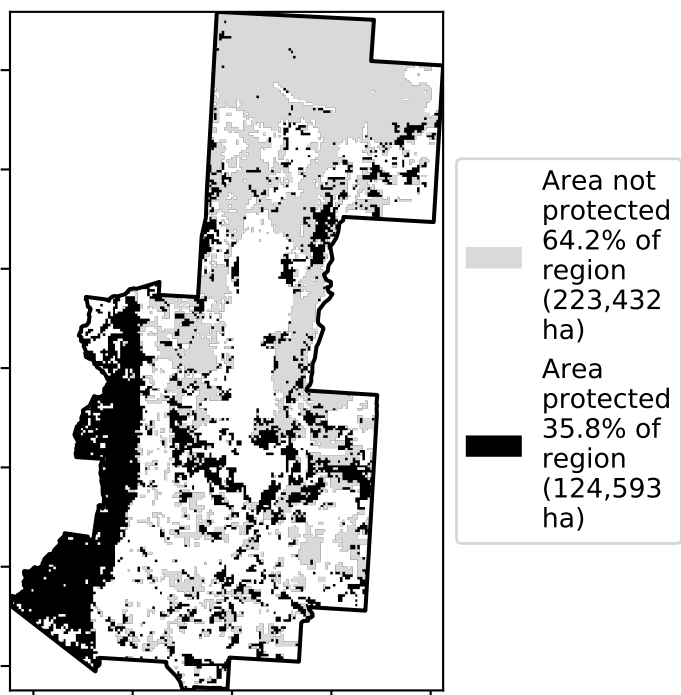 Area not
protected
64.2% of
region
(223,432
ha)
Area
protected
35.8% of
region
(124,593
ha)